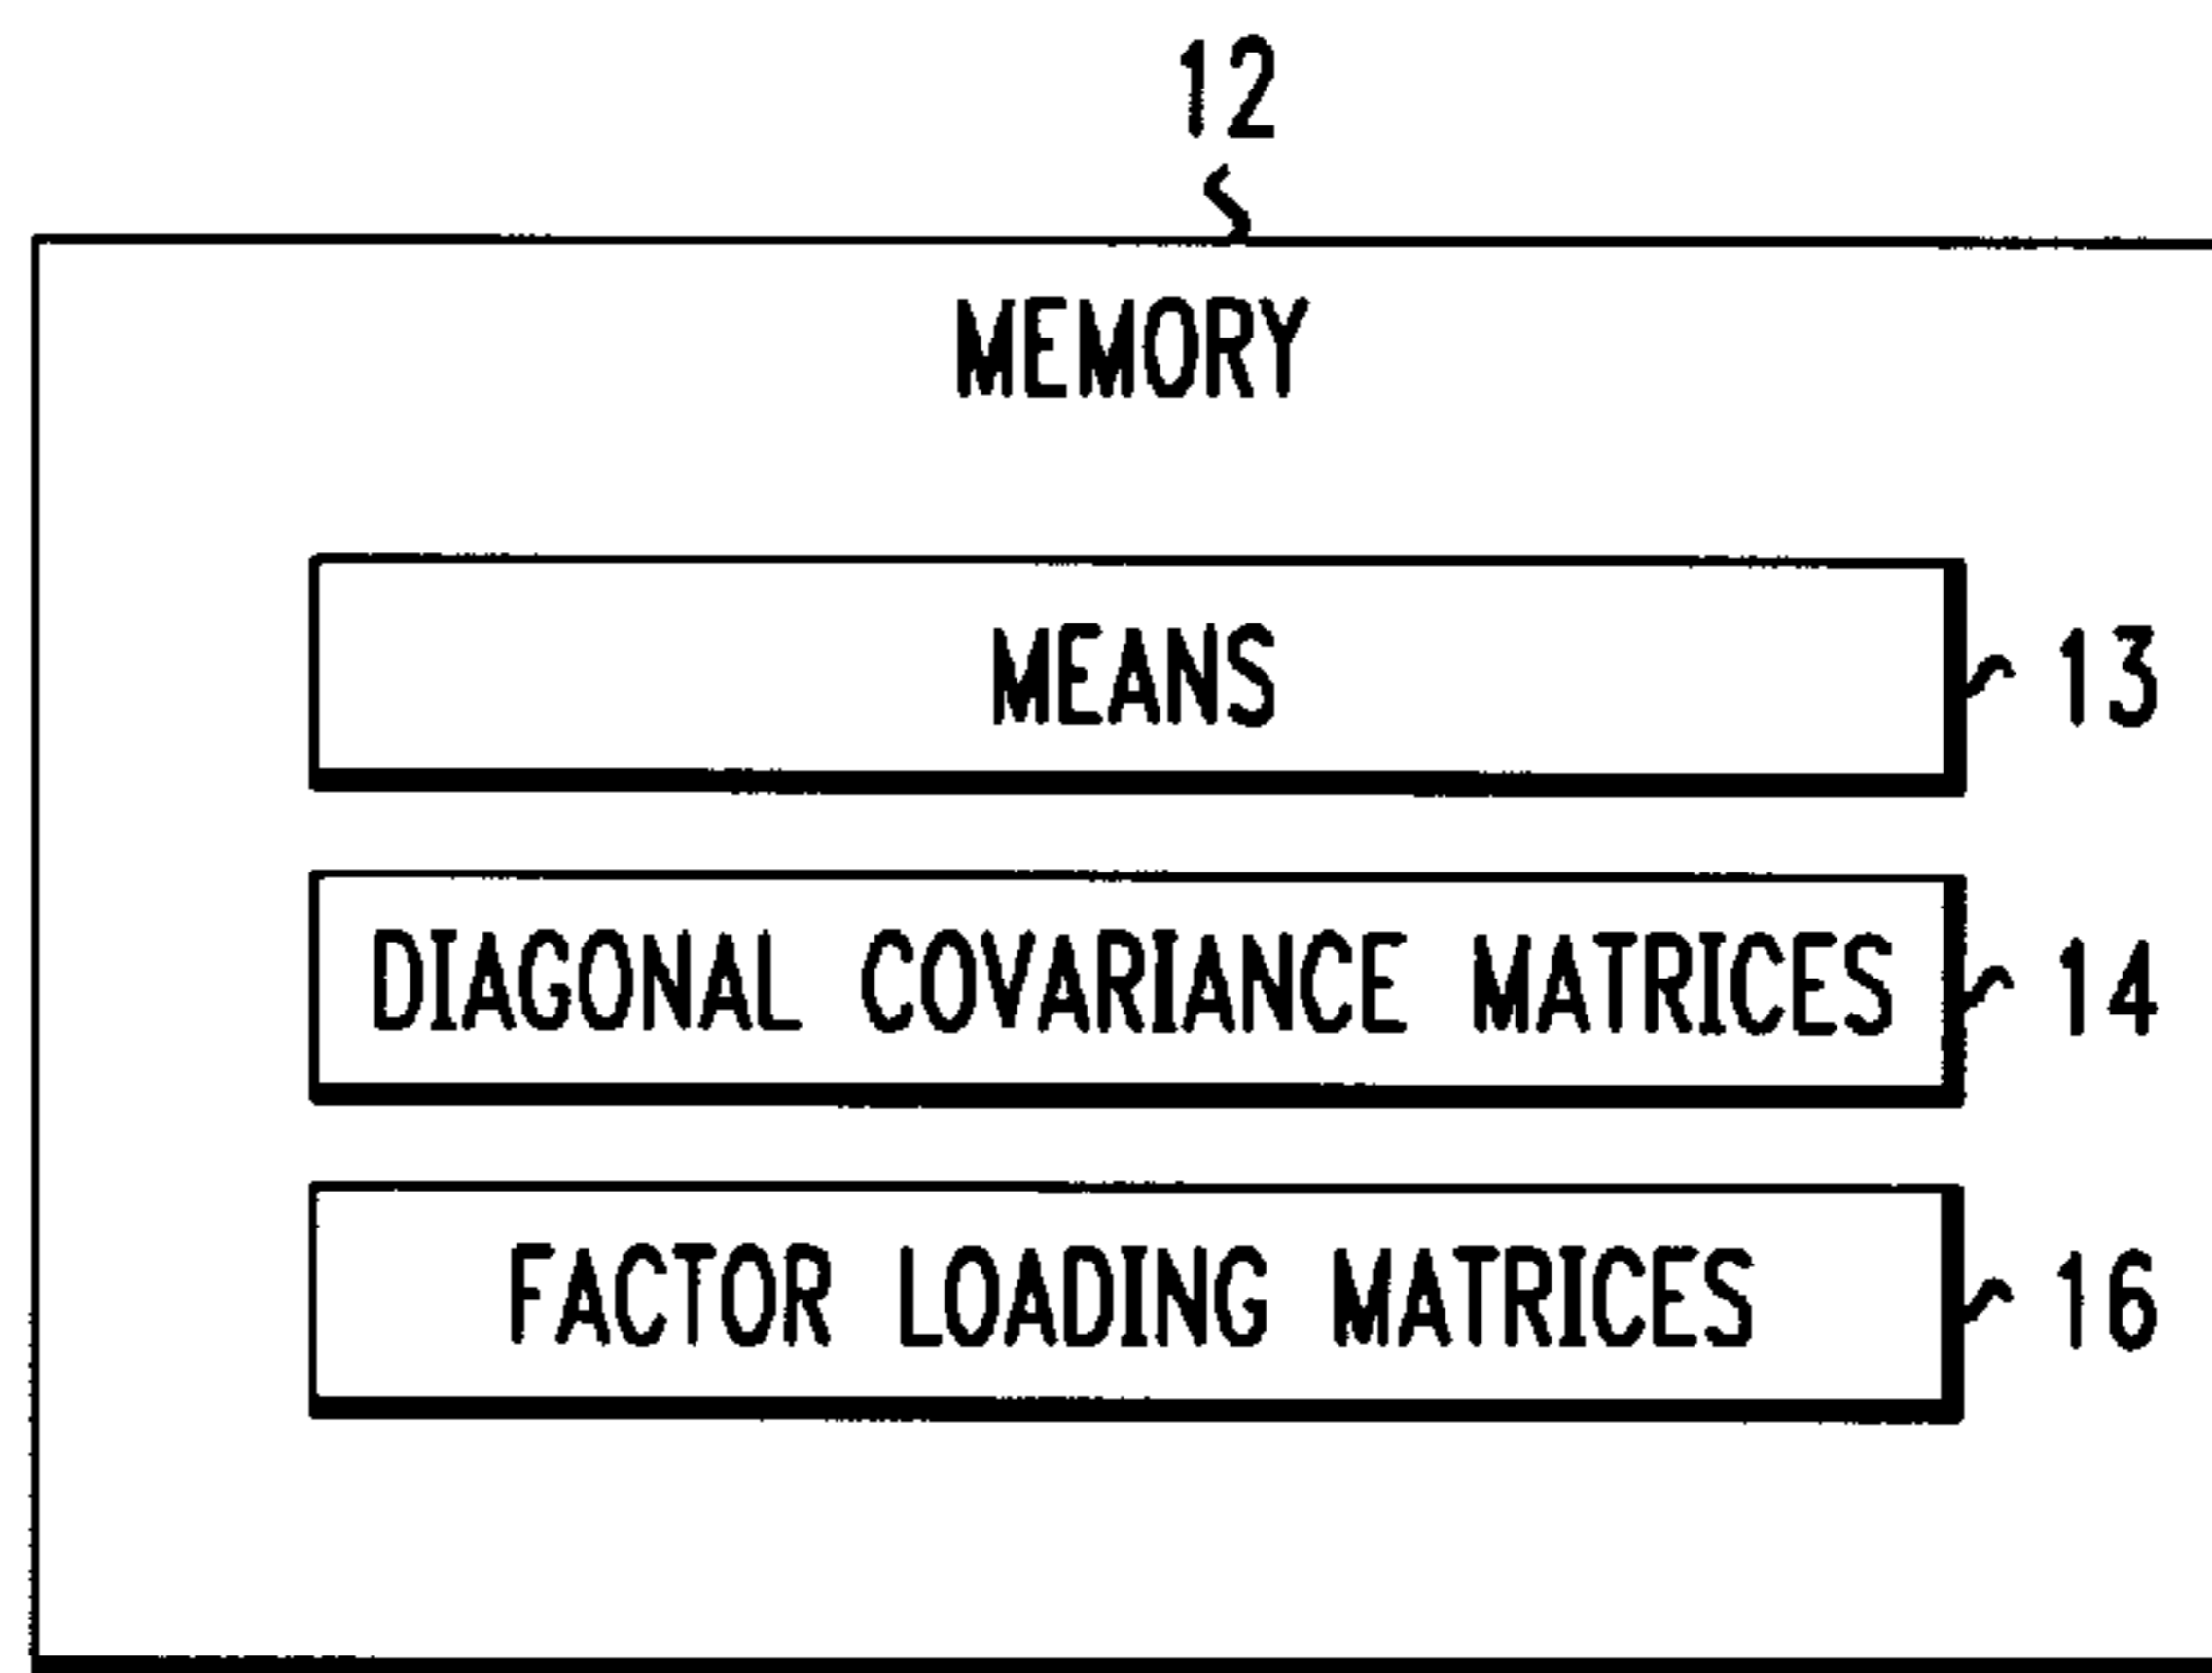 12
MEMORY
MEANS
13
DIAGONAL COVARIANCE MATRICES
14
FACTOR LOADING MATRICES
16